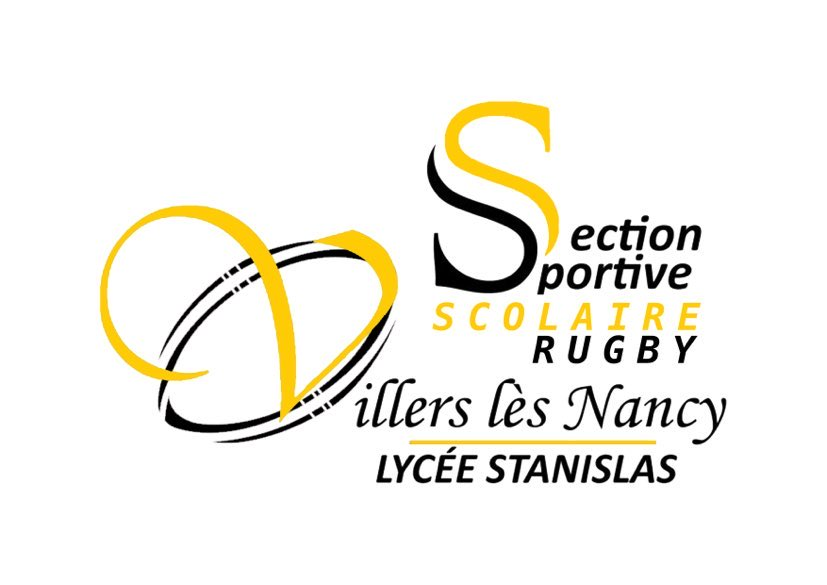 Section
Sportive
SCOLAIRE
RUGBY
Villers lès Nancy
LYCÉE STANISLAS